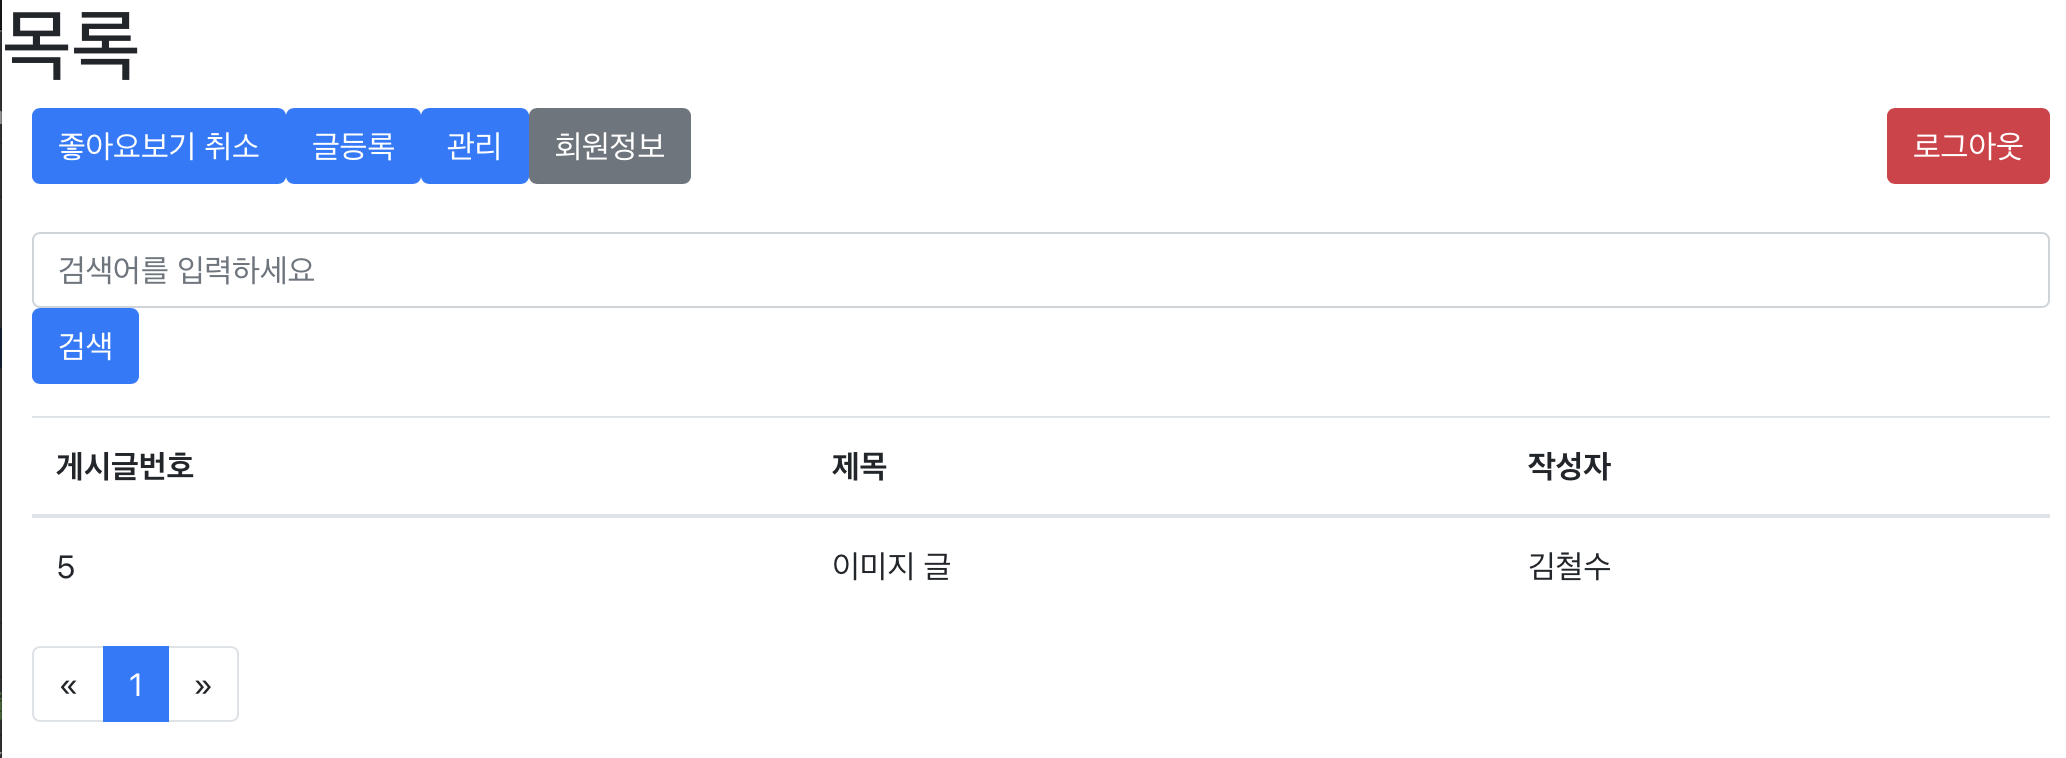 목록
좋아요보기 취소 글등록 관리 회원정보 로그아웃
검색어를 입력하세요
검색
게시글번호 제목 작성자
5 이미지 글 김철수
« 1 »